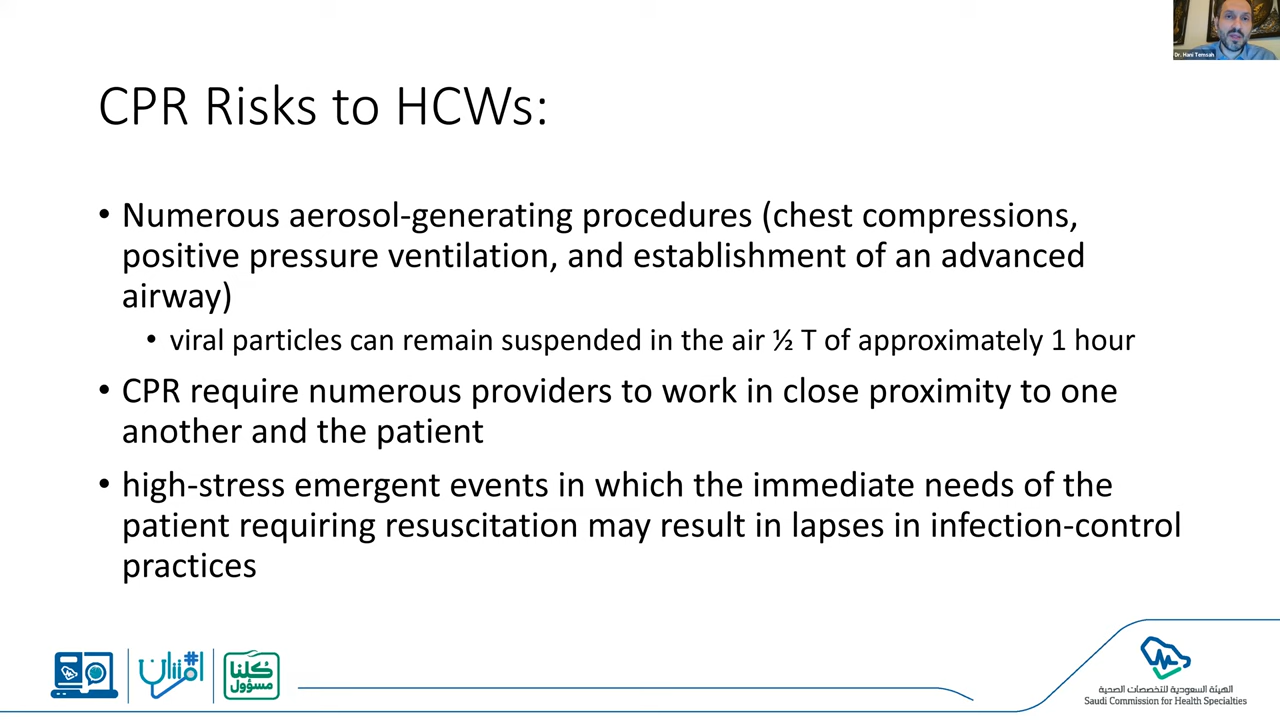 Dr. Hani Temsah
CPR Risks to HCWs:
• Numerous aerosol-generating procedures (chest compressions,
positive pressure ventilation, and establishment of an advanced
airway)
• viral particles can remain suspended in the air ½ T of approximately 1 hour
• CPR require numerous providers to work in close proximity to one
another and the patient
• high-stress emergent events in which the immediate needs of the
patient requiring resuscitation may result in lapses in infection-control
practices
#امتنان
كلنا
مسؤول
الهيئة السعودية للتخصصات الصحية
Saudi Commission for Health Specialties